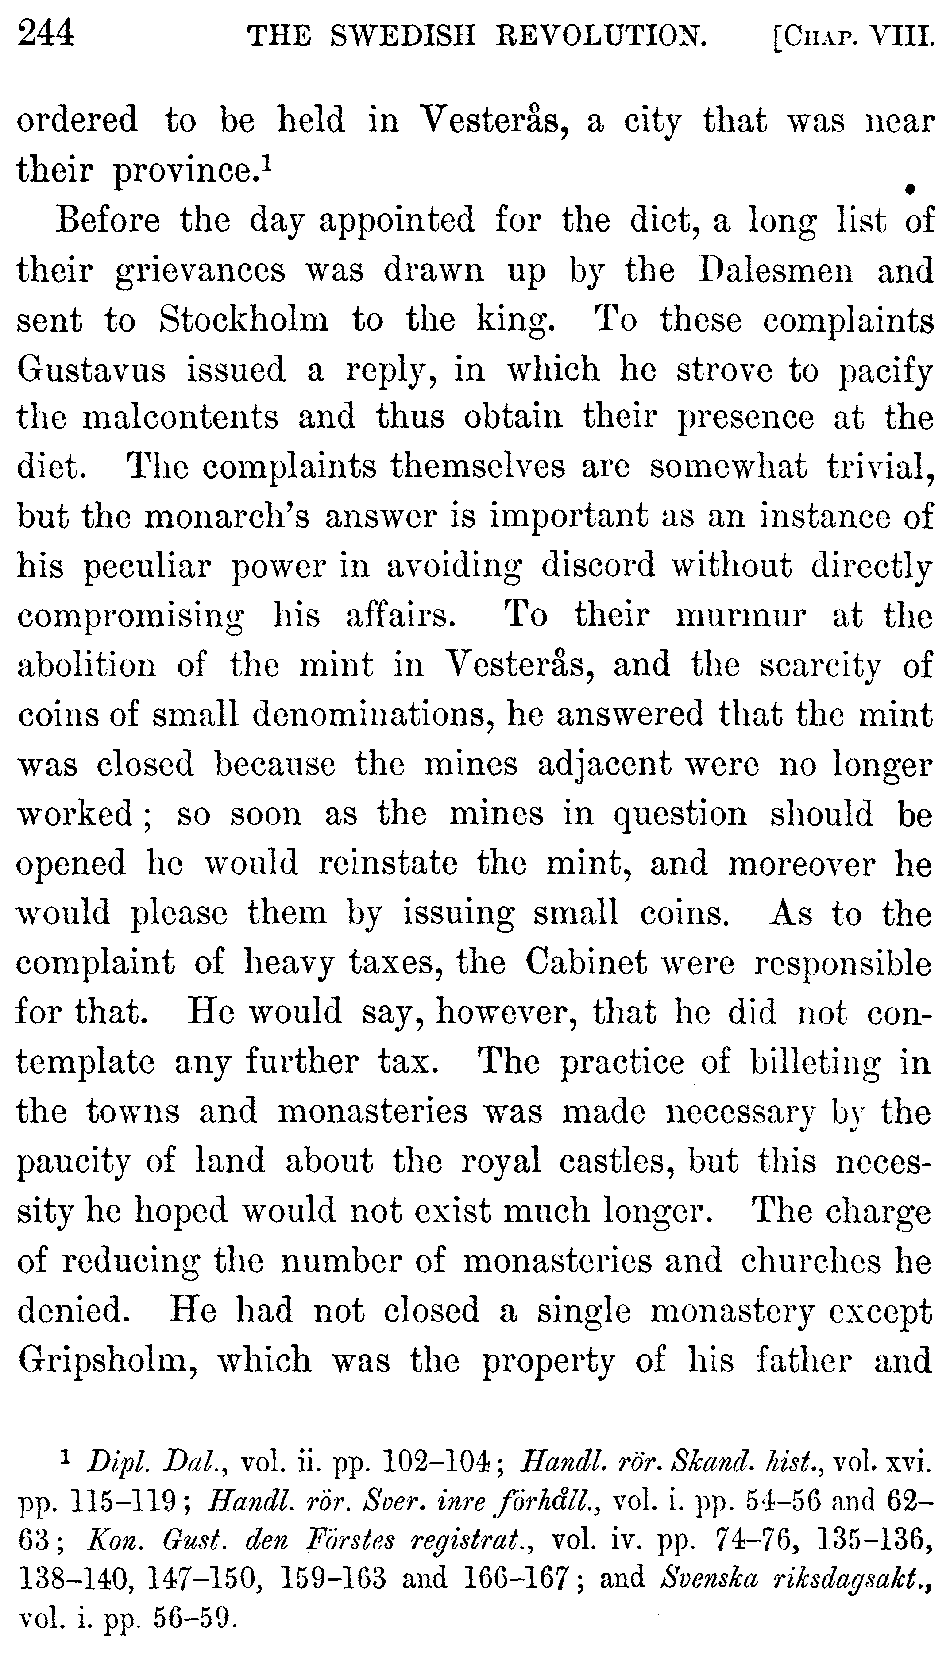 244 THE SWEDISH REVOLUTION. [CHAP. VIII.
ordered to be held in Vesterås, a city that was near
their province.¹
Before the day appointed for the diet, a long list of
their grievances was drawn up by the Dalesmen and
sent to Stockholm to the king. To these complaints
Gustavus issued a reply, in which he strove to pacify
the malcontents and thus obtain their presence at the
diet. The complaints themselves are somewhat trivial,
but the monarch's answer is important as an instance of
his peculiar power in avoiding discord without directly
compromising his affairs. To their murmur at the
abolition of the mint in Vesterås, and the scarcity of
coins of small denominations, he answered that the mint
was closed because the mines adjacent were no longer
worked; so soon as the mines in question should be
opened he would reinstate the mint, and moreover he
would please them by issuing small coins. As to the
complaint of heavy taxes, the Cabinet were responsible
for that. He would say, however, that he did not con-
template any further tax. The practice of billeting in
the towns and monasteries was made necessary by the
paucity of land about the royal castles, but this neces-
sity he hoped would not exist much longer. The charge
of reducing the number of monasteries and churches he
denied. He had not closed a single monastery except
Gripsholm, which was the property of his father and
¹ Dipl. Dal., vol. ii. pp. 102–104; Handl. rör. Skand. hist., vol. xvi.
pp. 115–119; Handl. rör. Sver. inre förhåll., vol. i. pp. 54–56 and 62–
63; Kon. Gust. den Förstes registrat., vol. iv. pp. 74–76, 135–136,
138–140, 147–150, 159–163 and 166–167; and Svenska riksdagsakt.,
vol. i. pp. 56–59.